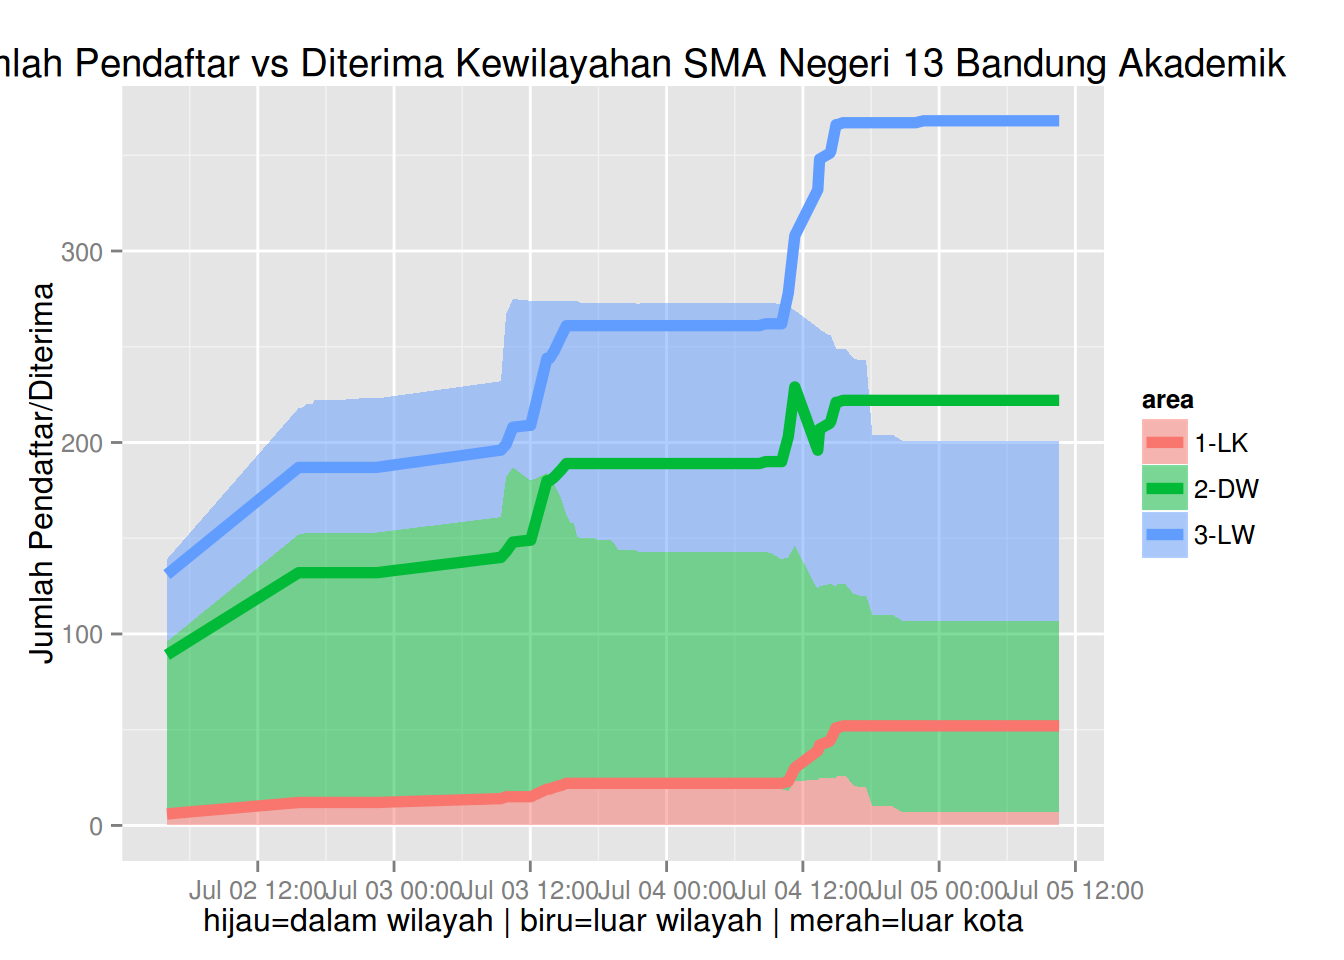 mlah Pendaftar vs Diterima Kewilayahan SMA Negeri 13 Bandung Akademik
Jumlah Pendaftar/Diterima
300
200
100
0
area
1-LK
2-DW
3-LW
Jul 02 12:00 Jul 03 00:00 Jul 03 12:00 Jul 04 00:00 Jul 04 12:00 Jul 05 00:00 Jul 05 12:00
hijau=dalam wilayah | biru=luar wilayah | merah=luar kota